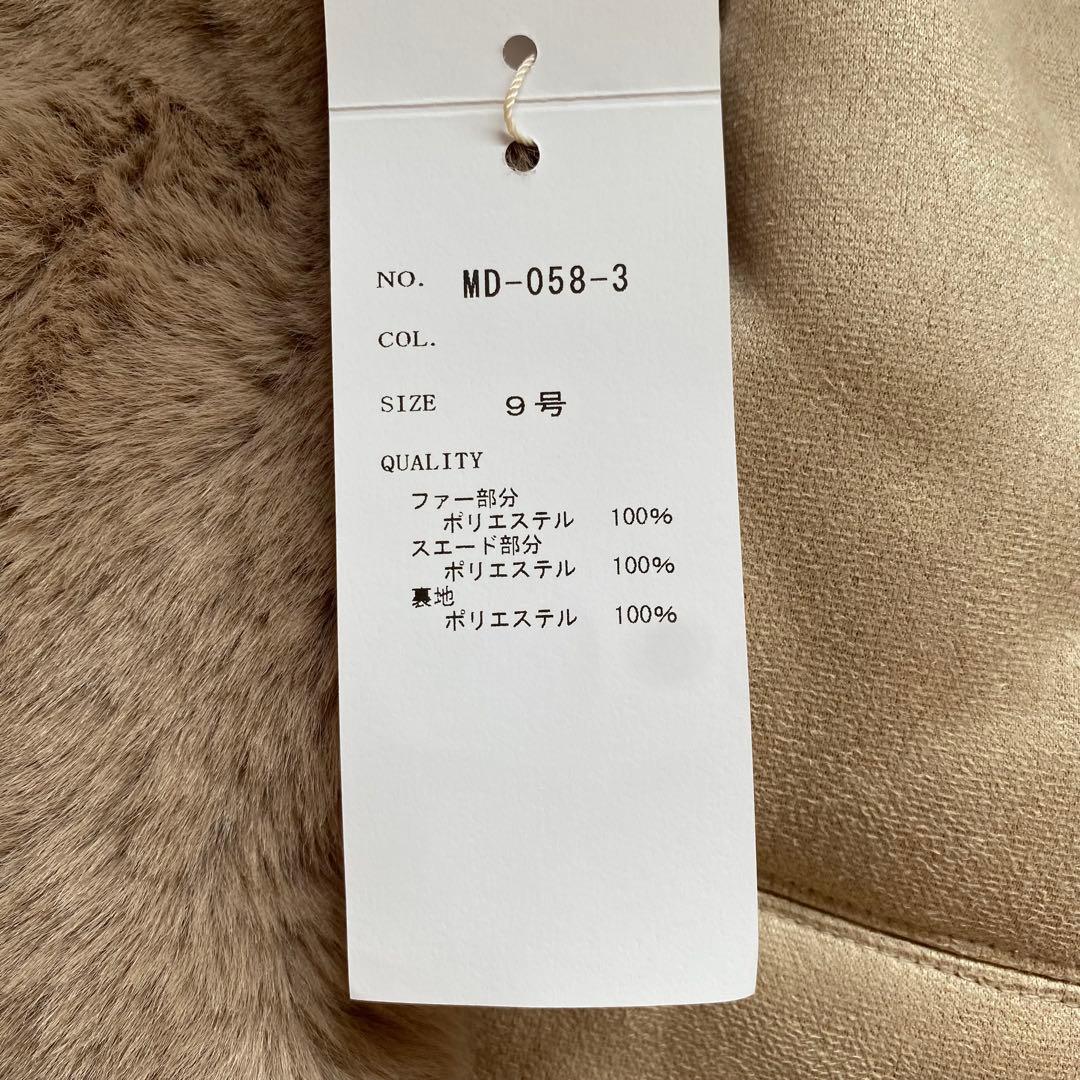 NO. MD-058-3
COL.
SIZE 9号
QUALITY
ファー部分
ポリエステル 100%
スエード部分
ポリエステル 100%
裏地
ポリエステル 100%